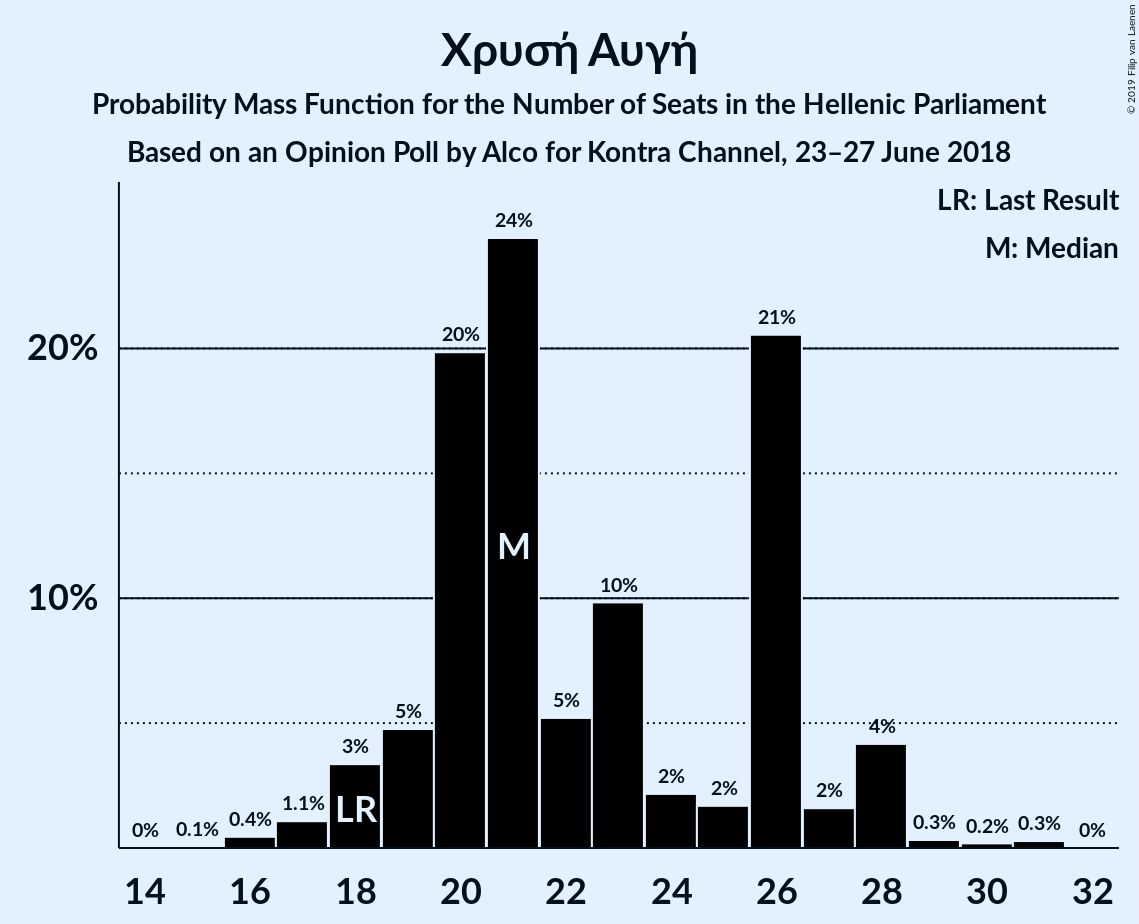 Χρυσή Αυγή
Probability Mass Function for the Number of Seats in the Hellenic Parliament
Based on an Opinion Poll by Alco for Kontra Channel, 23–27 June 2018
© 2019 Filip van Laenen
LR: Last Result
M: Median
24%
20%
21%
20%
M
10%
10%
5%
5%
4%
3%
2%
2%
2%
1.1%
LR
0.4%
0.1%
0%
0.3%
0.2%
0.3%
0%
14 16 18 20 22 24 26 28 30 32